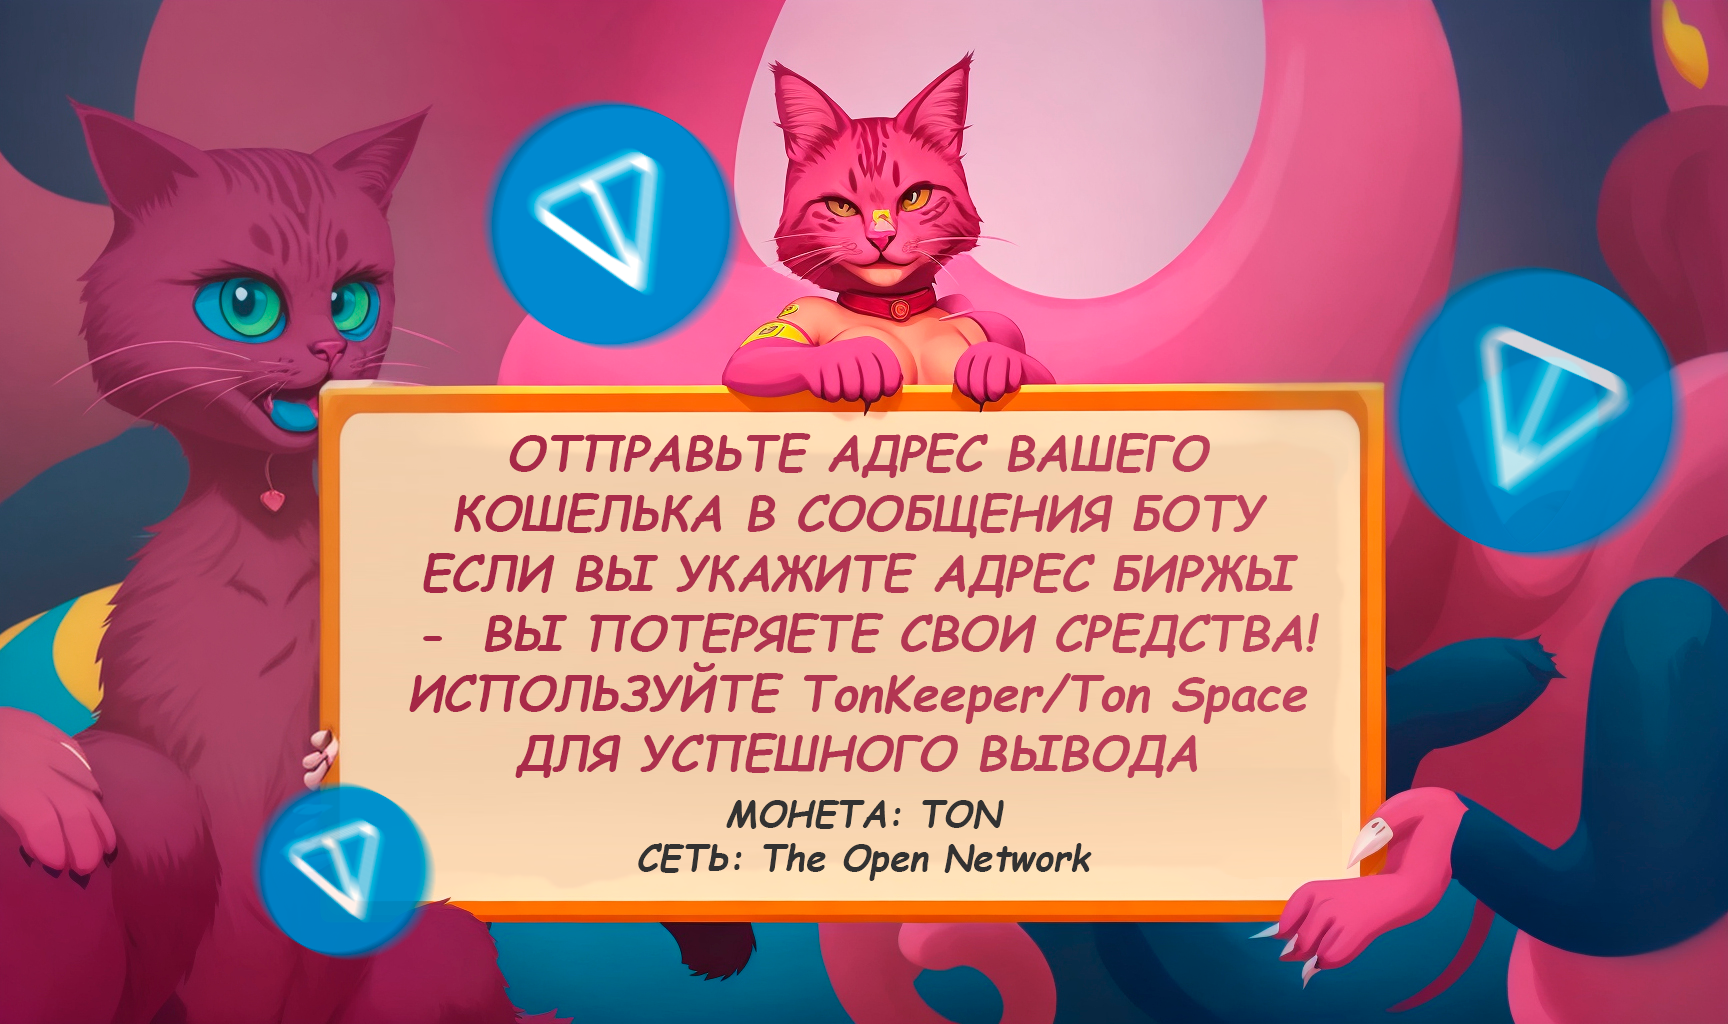 ОТПРАВЬТЕ АДРЕС ВАШЕГО
КОШЕЛЬКА В СООБЩЕНИЯ БОТУ
ЕСЛИ ВЫ УКАЖИТЕ АДРЕС БИРЖЫ
- ВЫ ПОТЕРЯЕТЕ СВОИ СРЕДСТВА!
ИСПОЛЬЗУЙТЕ TonKeeper/Ton Space
ДЛЯ УСПЕШНОГО ВЫВОДА
МОНЕТА: TON
СЕТЬ: The Open Network